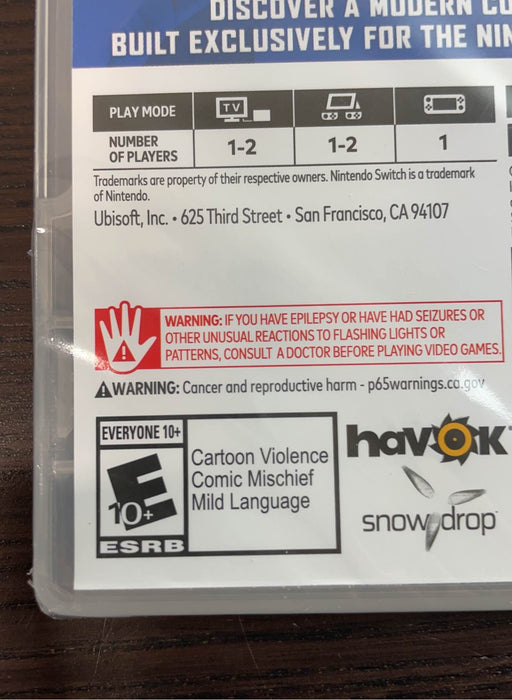 DISCOVER A MODERN
BUILT EXCLUSIVELY FOR THE
PLAY MODE TV
NUMBER OF PLAYERS 1-2 1-2 1
Trademarks are property of their respective owners. Nintendo Switch is a trademark
of Nintendo.
Ubisoft, Inc. • 625 Third Street • San Francisco, CA 94107
WARNING: IF YOU HAVE EPILEPSY OR HAVE HAD SEIZURES OR
OTHER UNUSUAL REACTIONS TO FLASHING LIGHTS OR
PATTERNS, CONSULT A DOCTOR BEFORE PLAYING VIDEO GAMES.
WARNING: Cancer and reproductive harm - p65warnings.ca.gov
EVERYONE 10+
E
10+
ESRB
Cartoon Violence
Comic Mischief
Mild Language
havok
snowdrop